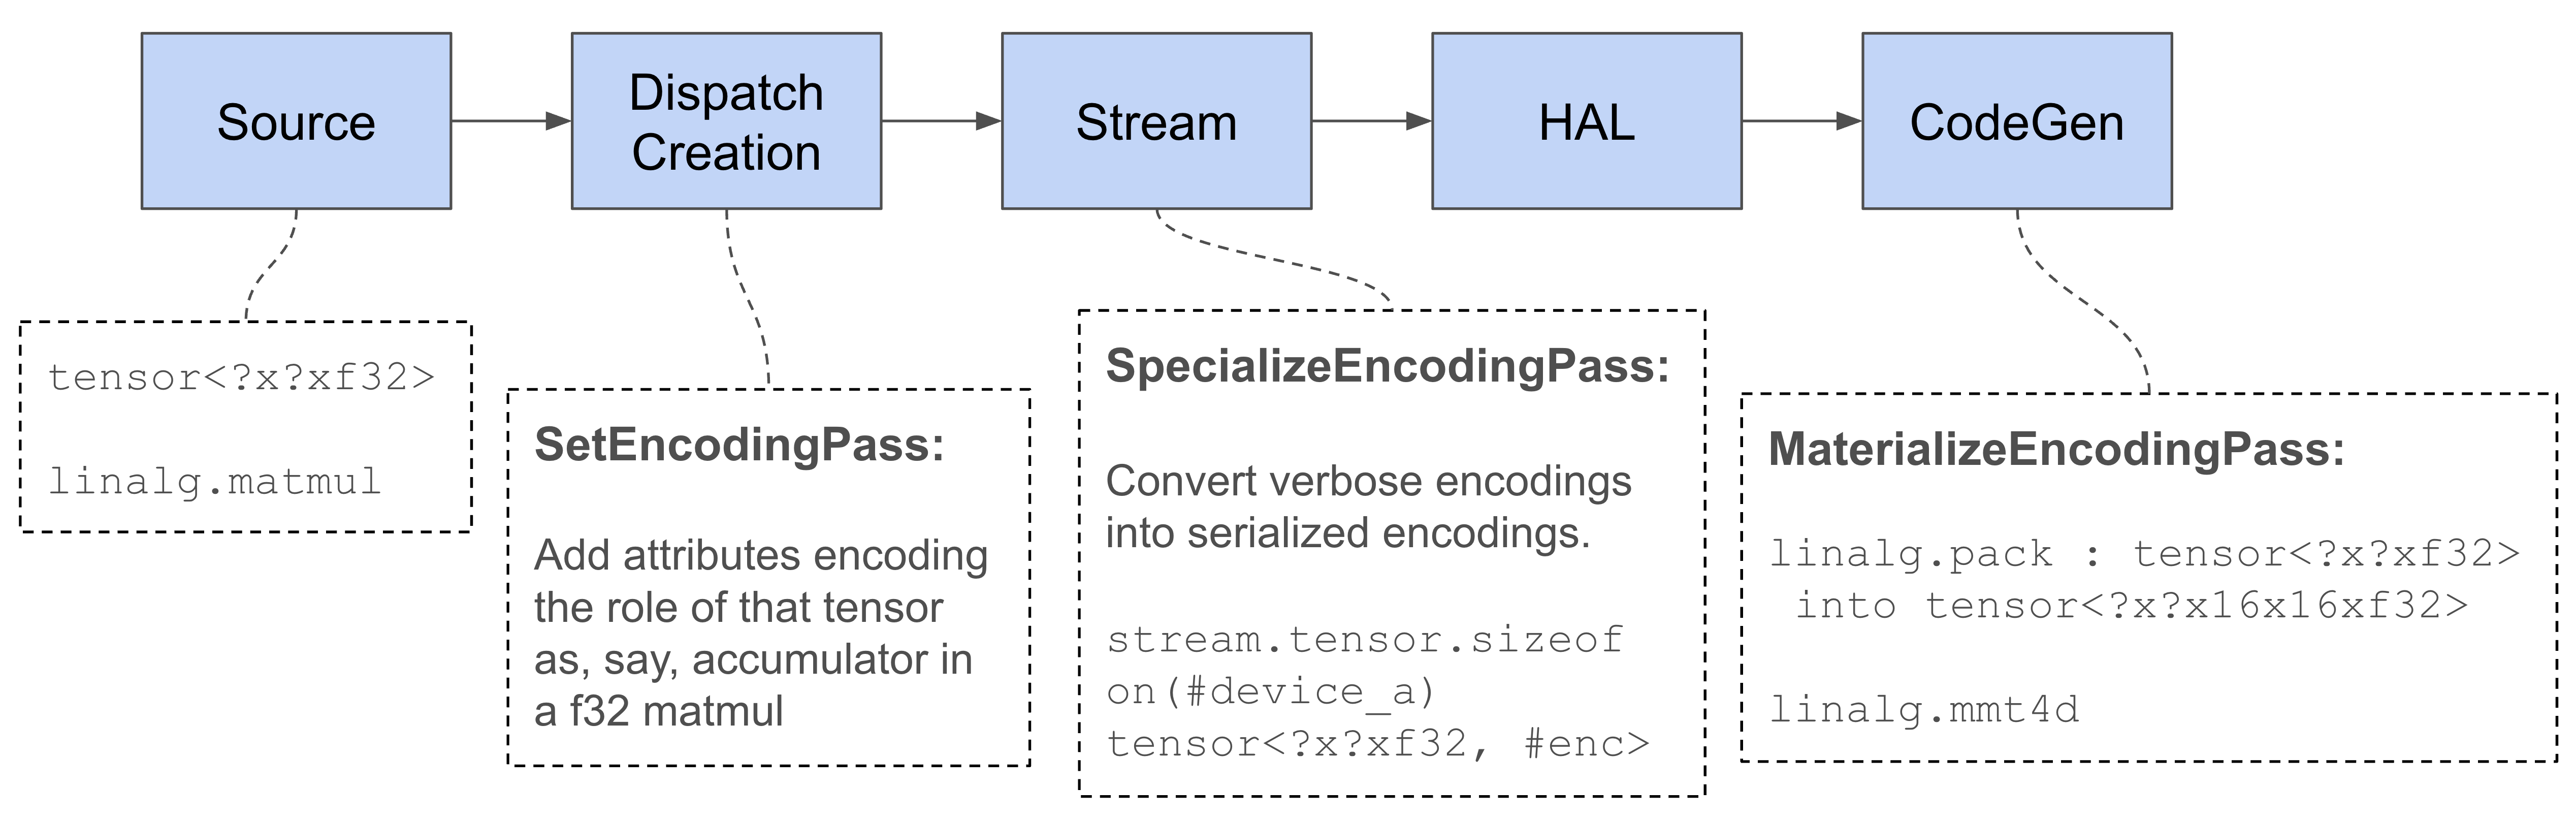 Source
Dispatch
Creation
Stream
HAL
CodeGen
tensor<?x?xf32>
linalg.matmul
SetEncodingPass:
Add attributes encoding
the role of that tensor
as, say, accumulator in
a f32 matmul
SpecializeEncodingPass:
Convert verbose encodings
into serialized encodings.
stream.tensor.sizeof
on(#device_a)
tensor<?x?xf32, #enc>
MaterializeEncodingPass:
linalg.pack : tensor<?x?xf32>
into tensor<?x?x16x16xf32>
linalg.mmt4d